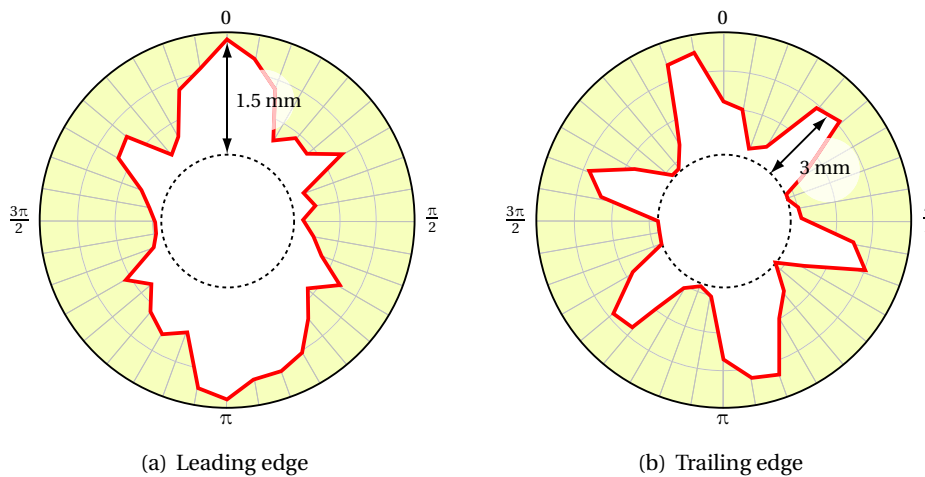 0
1.5 mm
3π/2
π/2
π
(a) Leading edge
0
3 mm
3π/2
π
(b) Trailing edge